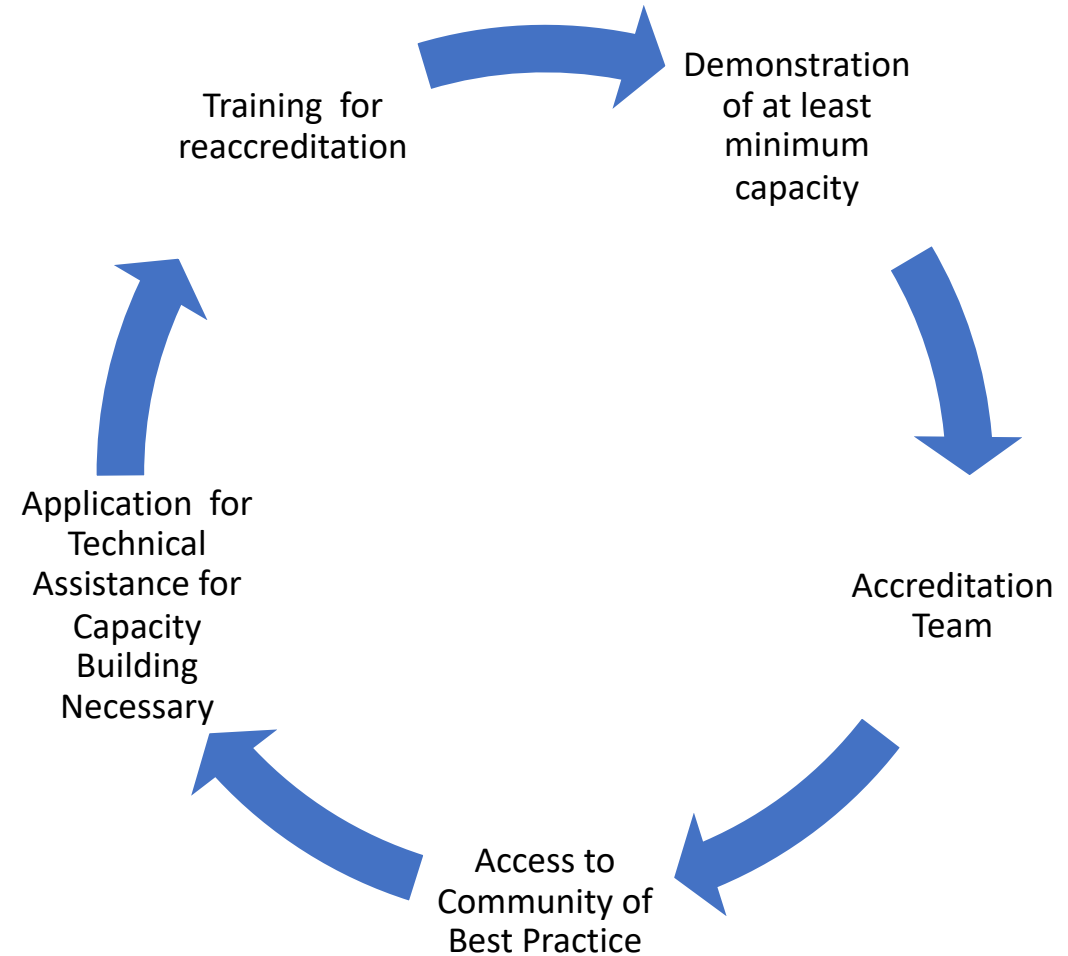 Training  for
reaccreditation
Demonstration
of at least
minimum
capacity
Accreditation
Team
Access to
Community of
Best Practice
Application  for
Technical
Assistance for
Capacity
Building
Necessary